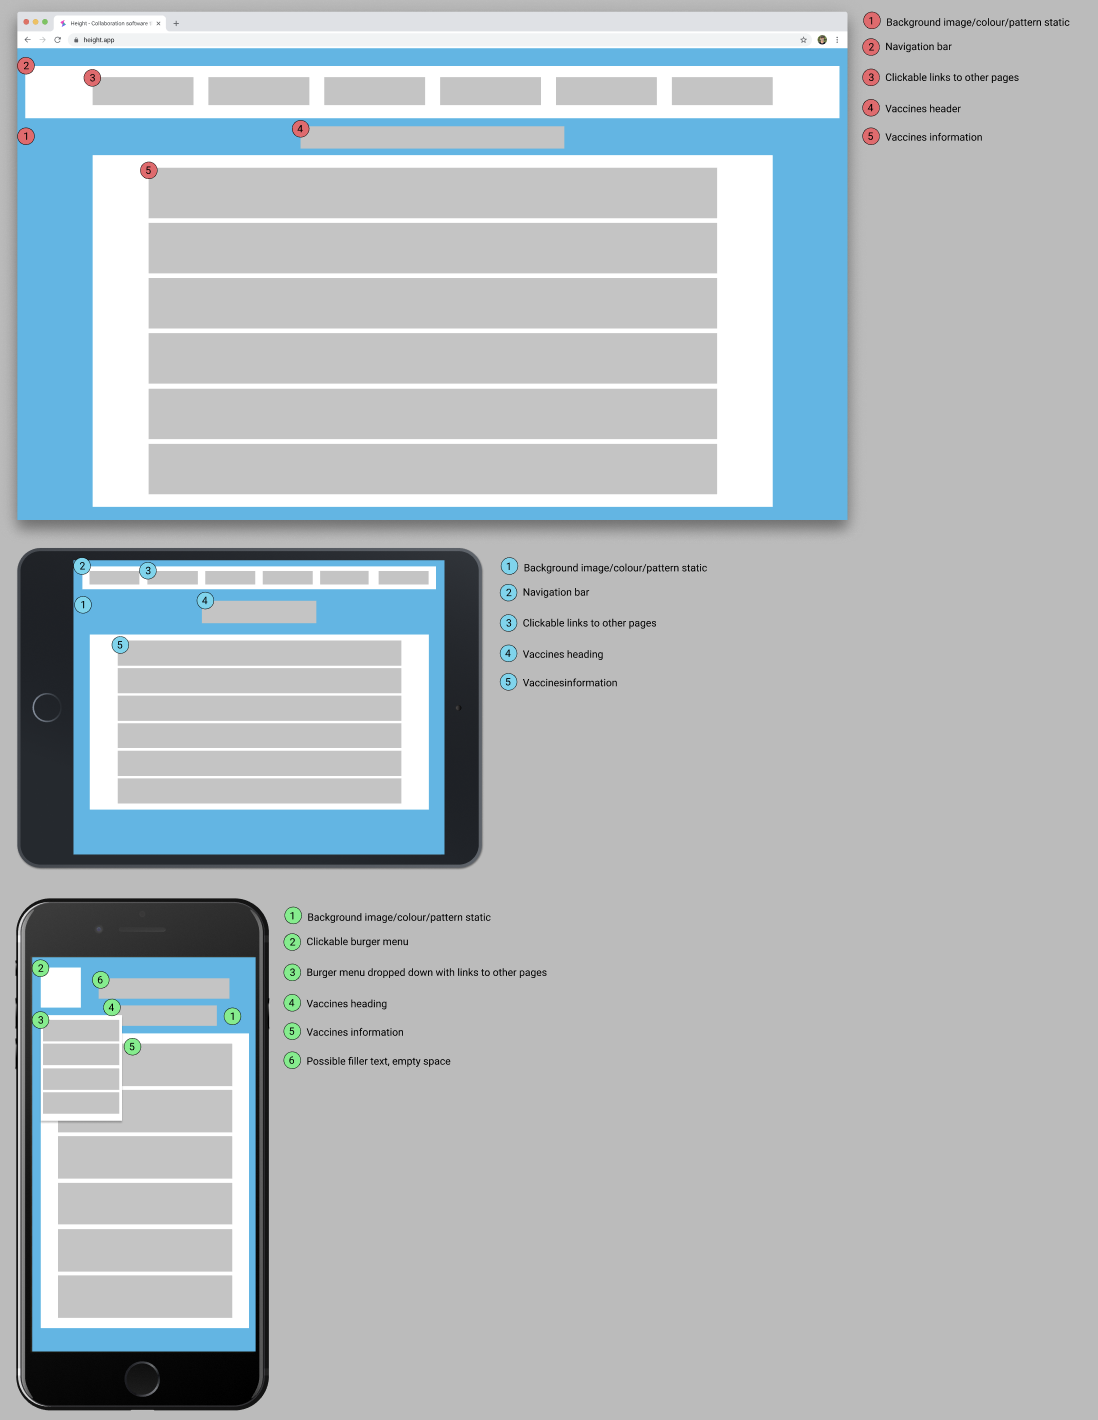 Height - Collaboration software
height.app
2
3
1
4
5
1 Background image/colour/pattern static
2 Navigation bar
3 Clickable links to other pages
4 Vaccines header
5 Vaccines information
2
3
1
4
5
1 Background image/colour/pattern static
2 Navigation bar
3 Clickable links to other pages
4 Vaccines heading
5 Vaccinesinformation
2
6
4
1
3
5
1 Background image/colour/pattern static
2 Clickable burger menu
3 Burger menu dropped down with links to other pages
4 Vaccines heading
5 Vaccines information
6 Possible filler text, empty space